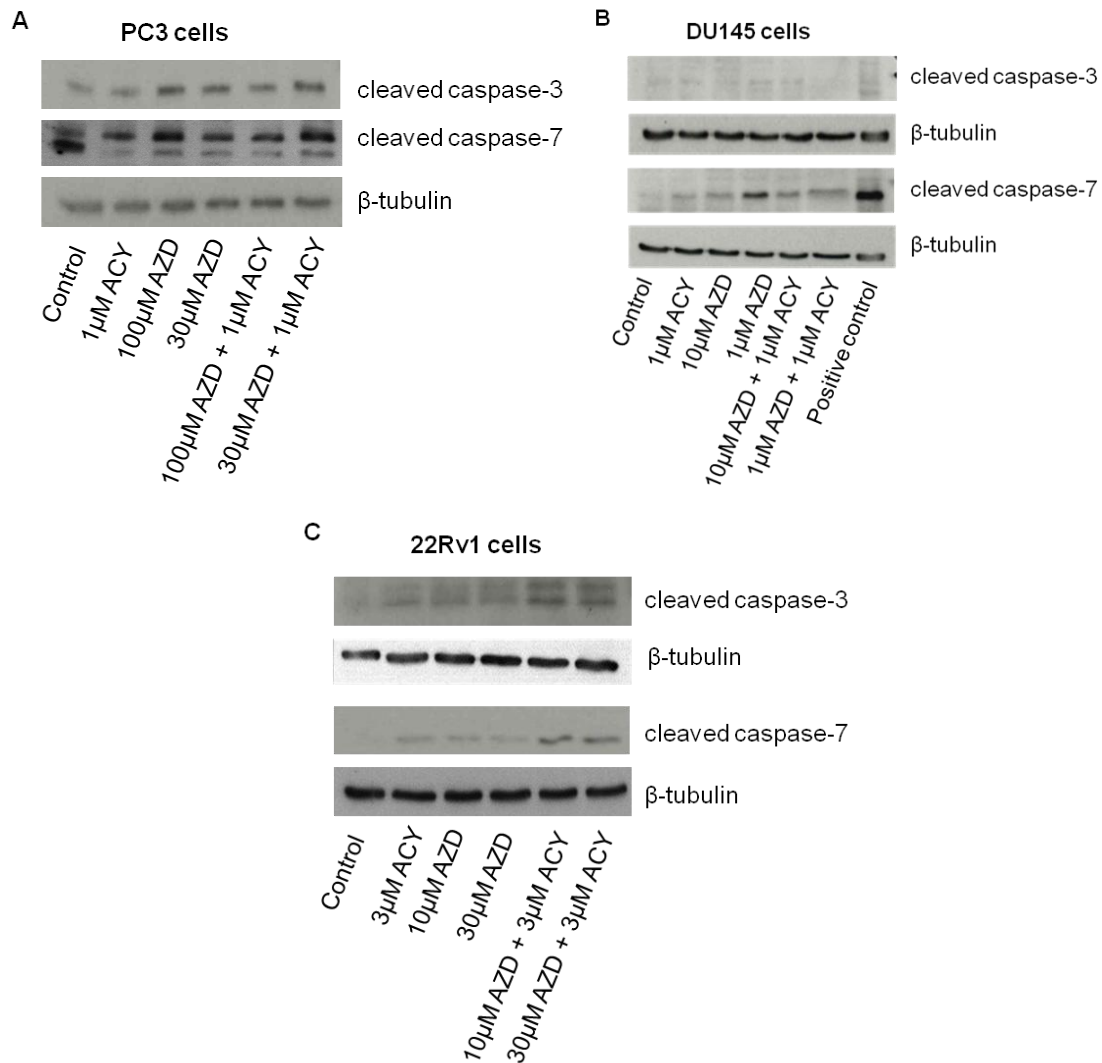 A
PC3 cells
cleaved caspase-3
cleaved caspase-7
β-tubulin
Control
1µM ACY
100µM AZD
30µM AZD
100µM AZD + 1µM ACY
30µM AZD + 1µM ACY
B
DU145 cells
cleaved caspase-3
β-tubulin
cleaved caspase-7
β-tubulin
Control
1µM ACY
10µM AZD
1µM AZD
10µM AZD + 1µM ACY
1µM AZD + 1µM ACY
Positive control
C
22Rv1 cells
cleaved caspase-3
β-tubulin
cleaved caspase-7
β-tubulin
Control
3µM ACY
10µM AZD
30µM AZD
10µM AZD + 3µM ACY
30µM AZD + 3µM ACY